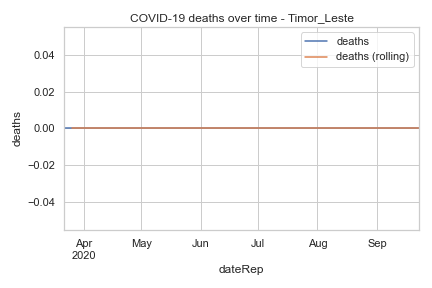 COVID-19 deaths over time - Timor_Leste
deaths
deaths (rolling)
0.04
0.02
0.00
−0.02
−0.04
deaths
Apr
2020
May
Jun
Jul
Aug
Sep
dateRep